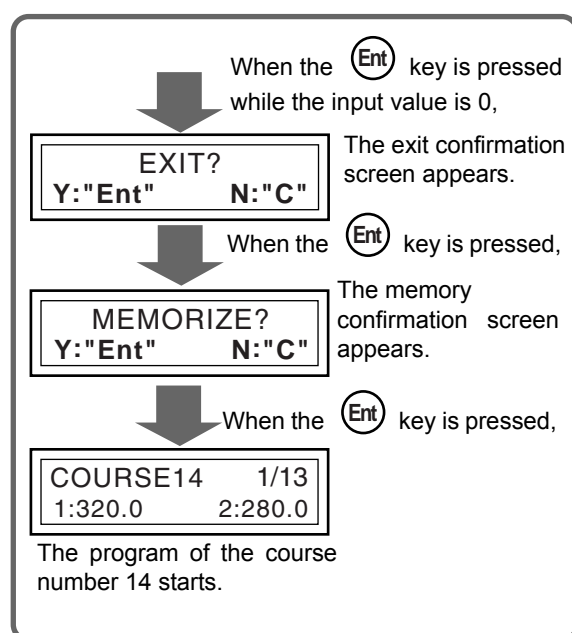 When the Ent key is pressed
while the input value is 0,
EXIT?
Y:"Ent" N:"C"
The exit confirmation
screen appears.
When the Ent key is pressed,
MEMORIZE?
Y:"Ent" N:"C"
The memory
confirmation screen
appears.
When the Ent key is pressed,
COURSE14 1/13
1:320.0 2:280.0
The program of the course
number 14 starts.